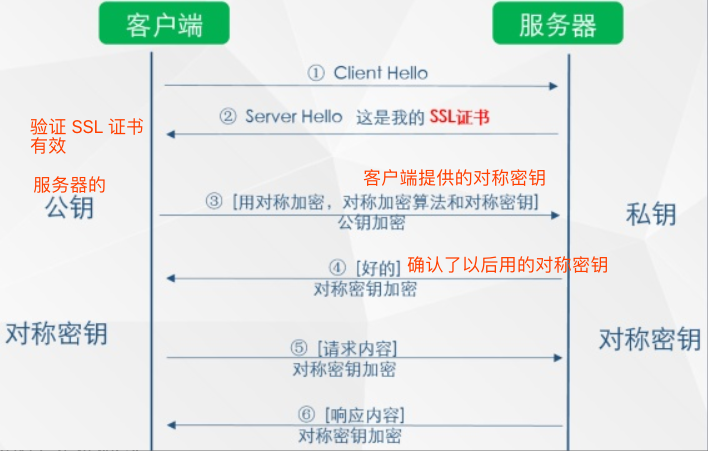 客户端
服务器
① Client Hello
② Server Hello 这是我的 SSL证书
验证 SSL 证书
有效
服务器的
公钥
客户端提供的对称密钥
③ [用对称加密，对称加密算法和对称密钥]
公钥加密
私钥
④ [好的] 确认了以后用的对称密钥
对称密钥加密
对称密钥
对称密钥
⑤ [请求内容]
对称密钥加密
⑥ [响应内容]
对称密钥加密